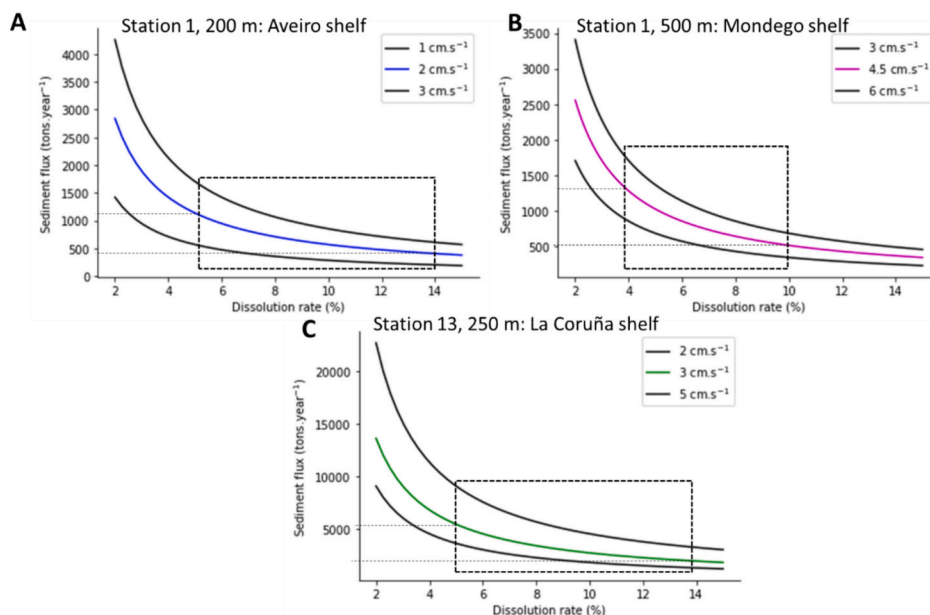 A
Station 1, 200 m: Aveiro shelf
Sediment flux (tons.year⁻¹)
4000
3500
3000
2500
2000
1500
1000
500
0
1 cm.s⁻¹
2 cm.s⁻¹
3 cm.s⁻¹
2 4 6 8 10 12 14
Dissolution rate (%)
B
Station 1, 500 m: Mondego shelf
Sediment flux (tons.year⁻¹)
3500
3000
2500
2000
1500
1000
500
3 cm.s⁻¹
4.5 cm.s⁻¹
6 cm.s⁻¹
2 4 6 8 10 12 14
Dissolution rate (%)
C
Station 13, 250 m: La Coruña shelf
Sediment flux (tons.year⁻¹)
20000
15000
10000
5000
2 cm.s⁻¹
3 cm.s⁻¹
5 cm.s⁻¹
2 4 6 8 10 12 14
Dissolution rate (%)